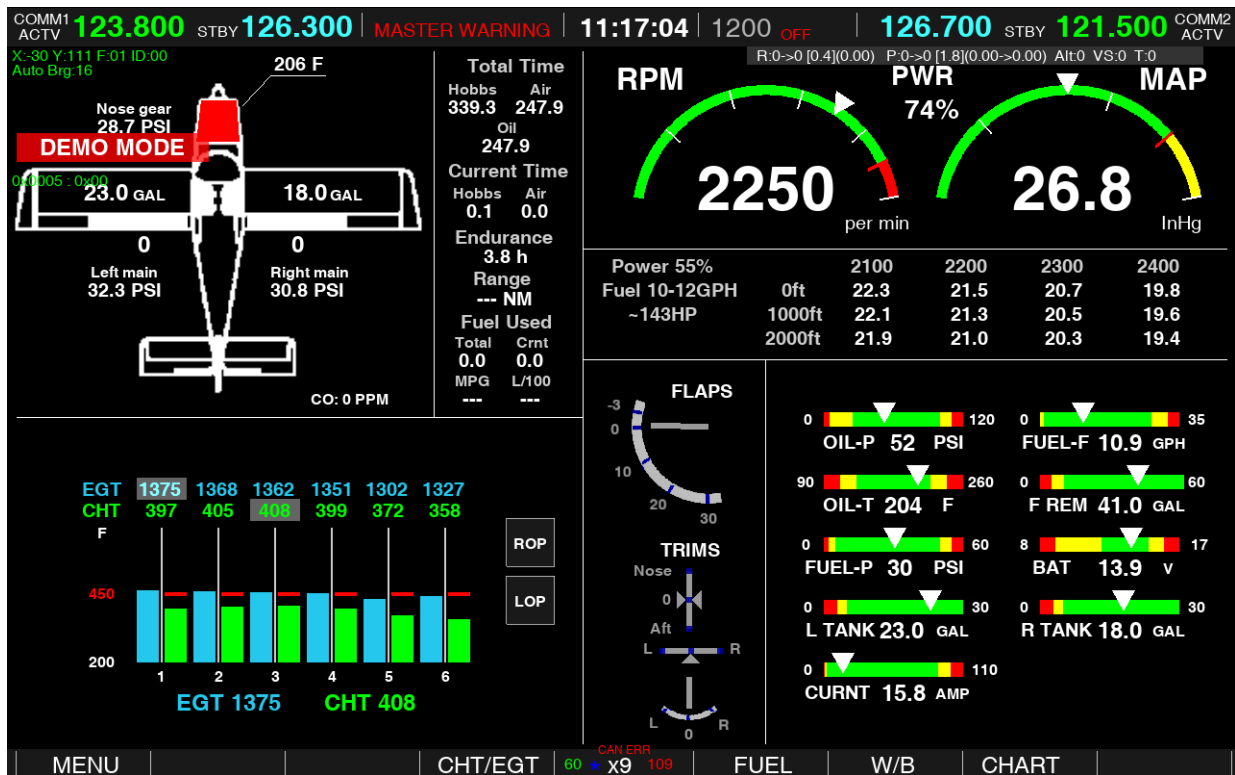 COMM1 ACTV 123.800 STBY 126.300 MASTER WARNING 11:17:04 1200 OFF 126.700 STBY 121.500 COMM2 ACTV
X:-30 Y:111 F:01 ID:00
Auto Brg:16
R:0->0 [0.4](0.00) P:0->0 [1.8](0.00->0.00) Alt:0 VS:0 T:0
206 F
Nose gear
28.7 PSI
DEMO MODE
0x0005 : 0x00
23.0 GAL 18.0 GAL
0 0
Left main Right main
32.3 PSI 30.8 PSI
CO: 0 PPM
Total Time
Hobbs Air
339.3 247.9
Oil
247.9
Current Time
Hobbs Air
0.1 0.0
Endurance
3.8 h
Range
--- NM
Fuel Used
Total Crnt
0.0 0.0
MPG L/100
--- ---
RPM PWR MAP
74%
2250 26.8
per min InHg
Power 55% 2100 2200 2300 2400
Fuel 10-12GPH 0ft 22.3 21.5 20.7 19.8
~143HP 1000ft 22.1 21.3 20.5 19.6
2000ft 21.9 21.0 20.3 19.4
EGT 1375 1368 1362 1351 1302 1327
CHT 397 405 408 399 372 358
F
450
200
1 2 3 4 5 6
EGT 1375 CHT 408
ROP
LOP
FLAPS
-3
0
10
20
30
TRIMS
Nose
0
Aft
L R
L R
0
0 120
OIL-P 52 PSI
0 35
FUEL-F 10.9 GPH
90 260
OIL-T 204 F
0 60
F REM 41.0 GAL
0 60
FUEL-P 30 PSI
8 17
BAT 13.9 V
0 30
L TANK 23.0 GAL
0 30
R TANK 18.0 GAL
0 110
CURNT 15.8 AMP
CAN ERR
MENU CHT/EGT 60 * x9 109 FUEL W/B CHART